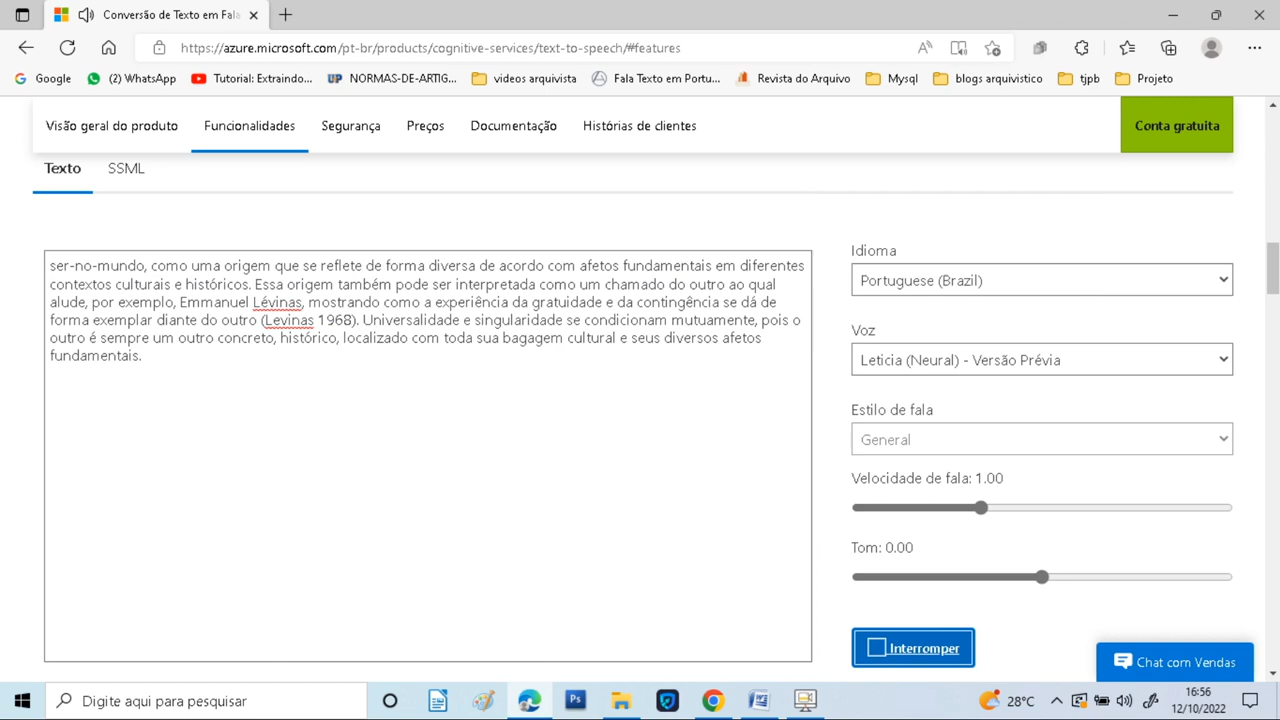 Conversão de Texto em Fala
https://azure.microsoft.com/pt-br/products/cognitive-services/text-to-speech/#features
Google
(2) WhatsApp
Tutorial: Extraindo...
UP NORMAS-DE-ARTIG...
videos arquivista
Fala Texto em Portu...
Revista do Arquivo
Mysql
blogs arquivistico
tjpb
Projeto
Visão geral do produto
Funcionalidades
Segurança
Preços
Documentação
Histórias de clientes
Conta gratuita
Texto
SSML
ser-no-mundo, como uma origem que se reflete de forma diversa de acordo com afetos fundamentais em diferentes
contextos culturais e históricos. Essa origem também pode ser interpretada como um chamado do outro ao qual
alude, por exemplo, Emmanuel Lévinas, mostrando como a experiência da gratuidade e da contingência se dá de
forma exemplar diante do outro (Levinas 1968). Universalidade e singularidade se condicionam mutuamente, pois o
outro é sempre um outro concreto, histórico, localizado com toda sua bagagem cultural e seus diversos afetos
fundamentais.
Idioma
Portuguese (Brazil)
Voz
Leticia (Neural) - Versão Prévia
Estilo de fala
General
Velocidade de fala: 1.00
Tom: 0.00
Interromper
Chat com Vendas
Digite aqui para pesquisar
28°C
16:56
12/10/2022